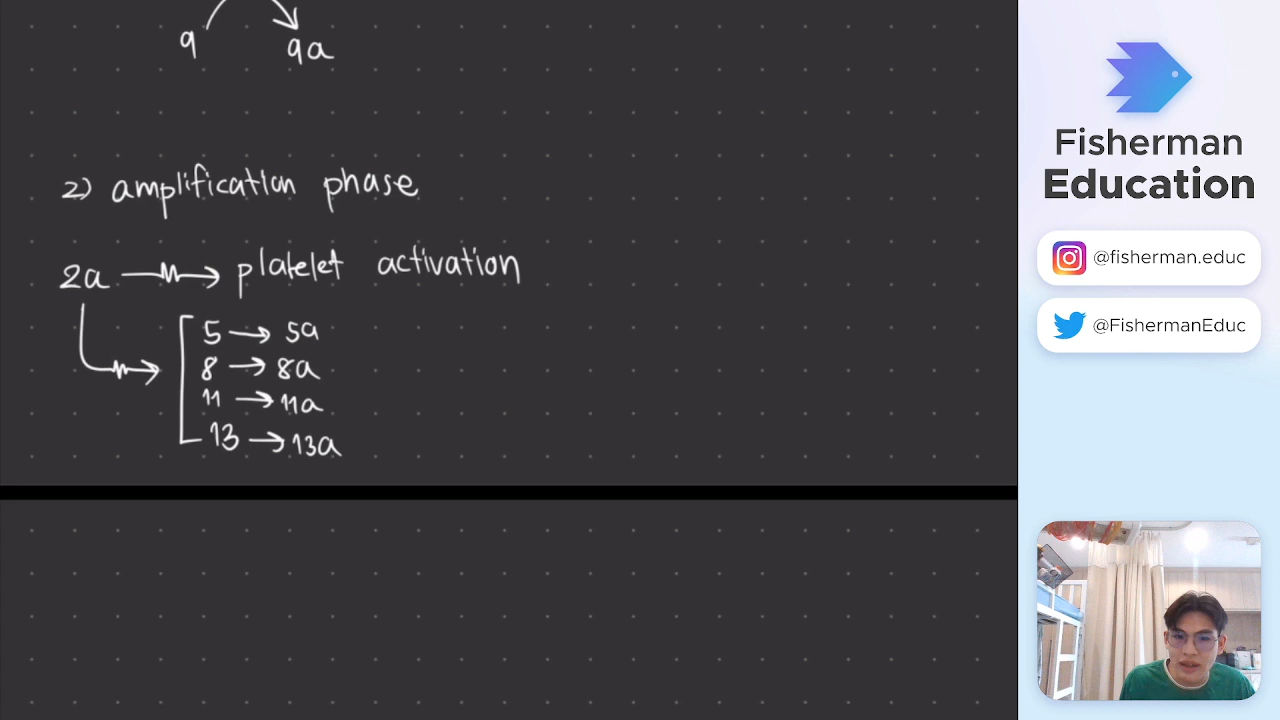 9 9a
2) amplification phase
2a → platelet activation
5 → 5a
8 → 8a
11 → 11a
13 → 13a
Fisherman
Education
@fisherman.educ
@FishermanEduc